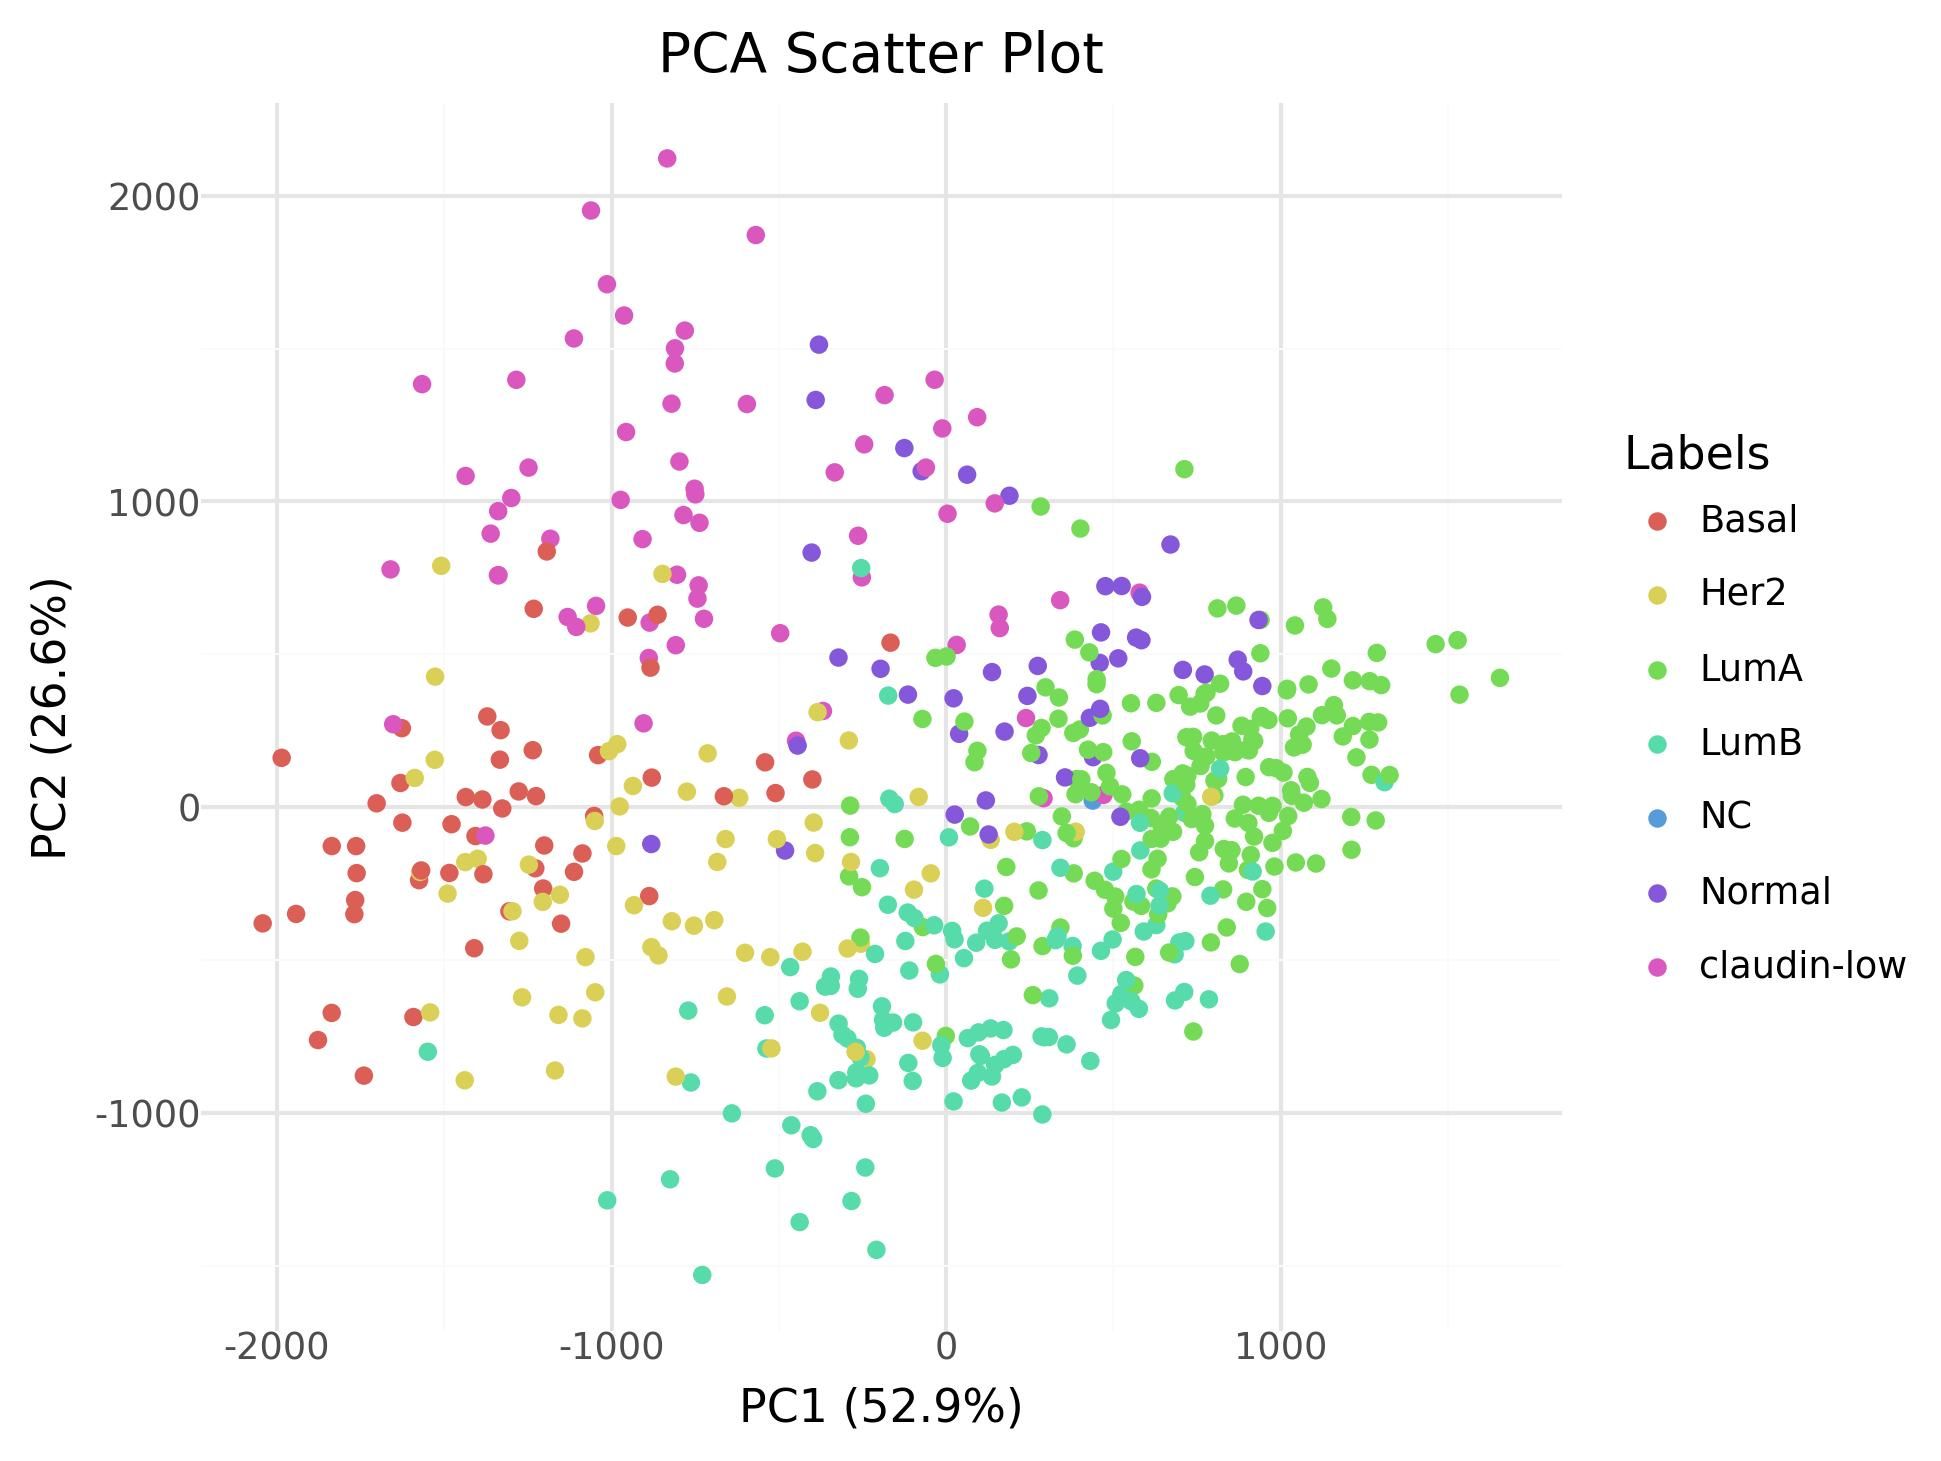 PCA Scatter Plot
2000
1000
0
-1000
PC2 (26.6%)
-2000
-1000
0
1000
PC1 (52.9%)
Labels
Basal
Her2
LumA
LumB
NC
Normal
claudin-low